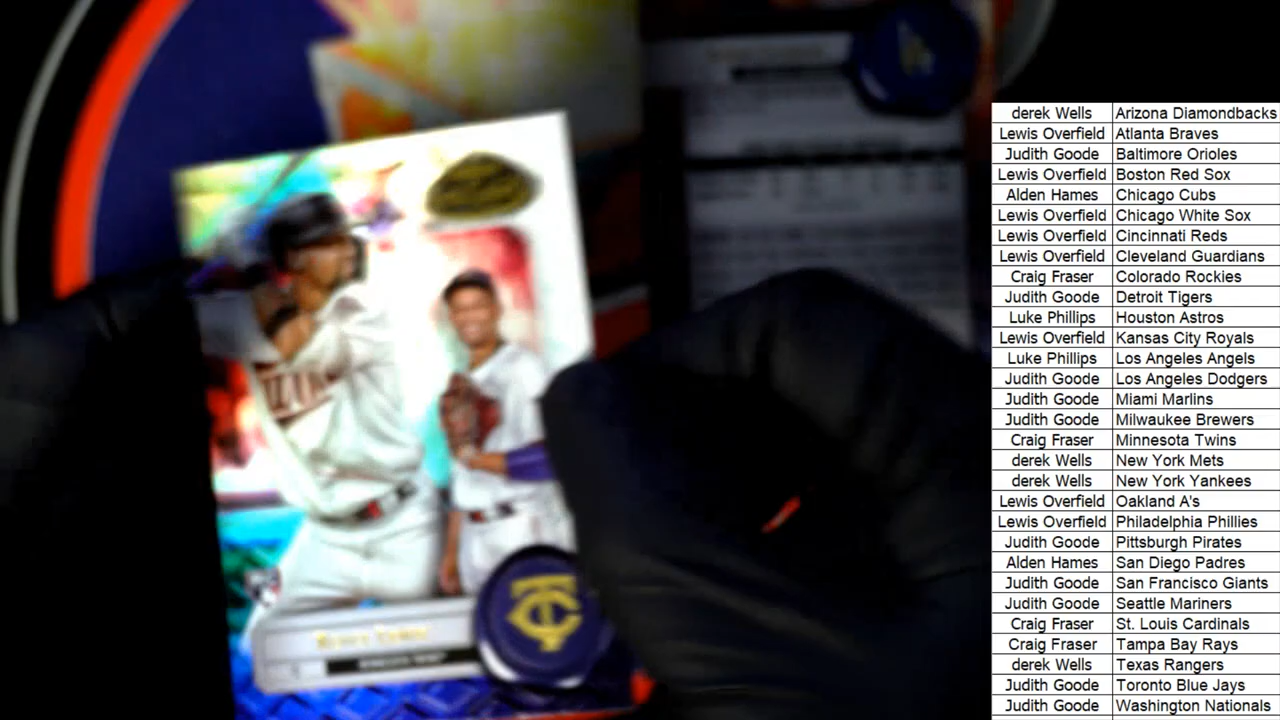 derek Wells Arizona Diamondbacks
Lewis Overfield Atlanta Braves
Judith Goode Baltimore Orioles
Lewis Overfield Boston Red Sox
Alden Hames Chicago Cubs
Lewis Overfield Chicago White Sox
Lewis Overfield Cincinnati Reds
Lewis Overfield Cleveland Guardians
Craig Fraser Colorado Rockies
Judith Goode Detroit Tigers
Luke Phillips Houston Astros
Lewis Overfield Kansas City Royals
Luke Phillips Los Angeles Angels
Judith Goode Los Angeles Dodgers
Judith Goode Miami Marlins
Judith Goode Milwaukee Brewers
Craig Fraser Minnesota Twins
derek Wells New York Mets
derek Wells New York Yankees
Lewis Overfield Oakland A's
Lewis Overfield Philadelphia Phillies
Judith Goode Pittsburgh Pirates
Alden Hames San Diego Padres
Judith Goode San Francisco Giants
Judith Goode Seattle Mariners
Craig Fraser St. Louis Cardinals
Craig Fraser Tampa Bay Rays
derek Wells Texas Rangers
Judith Goode Toronto Blue Jays
Judith Goode Washington Nationals
TC